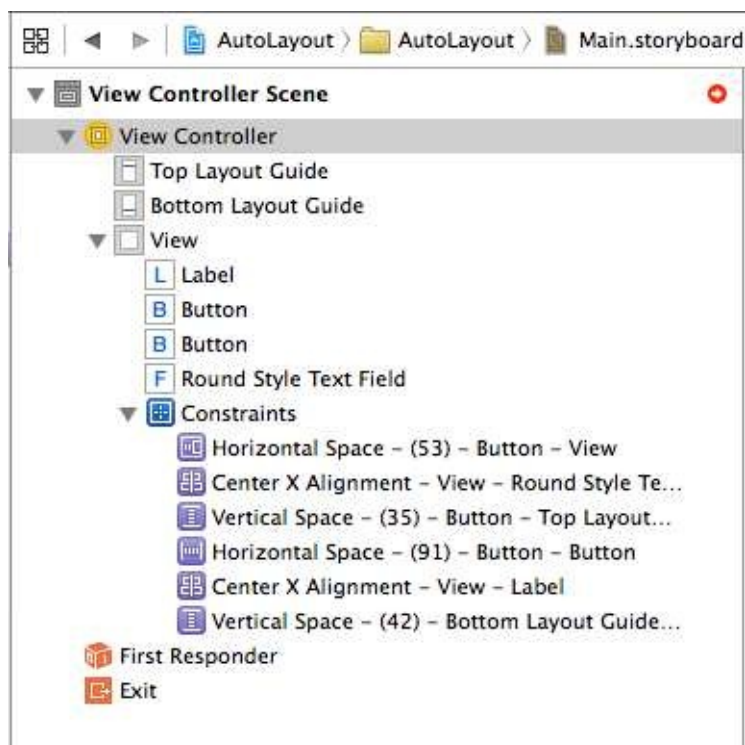 AutoLayout 〉 AutoLayout 〉 Main.storyboard
View Controller Scene
View Controller
Top Layout Guide
Bottom Layout Guide
View
L Label
B Button
B Button
F Round Style Text Field
Constraints
Horizontal Space – (53) – Button – View
Center X Alignment – View – Round Style Te...
Vertical Space – (35) – Button – Top Layout...
Horizontal Space – (91) – Button – Button
Center X Alignment – View – Label
Vertical Space – (42) – Bottom Layout Guide...
First Responder
Exit